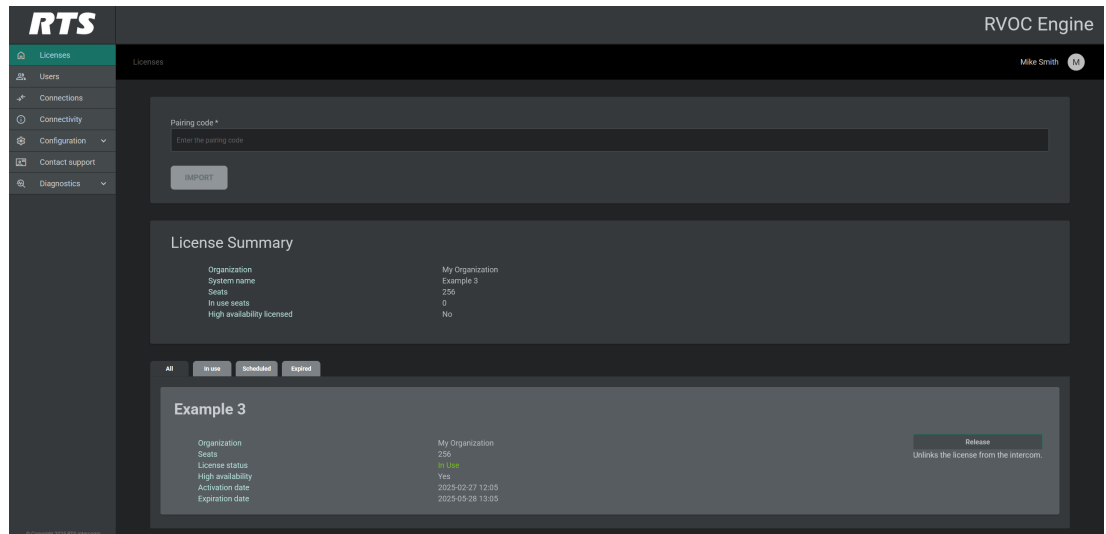 RTS
RVOC Engine
Licenses
Users
Connections
Connectivity
Configuration
Contact support
Diagnostics
Licenses
Mike Smith M
Pairing code *
Enter the pairing code
IMPORT
License Summary
Organization My Organization
System name Example 3
Seats 256
In use seats 0
High availability licensed No
All In use Scheduled Expired
Example 3
Organization My Organization
Seats 256
License status In Use
High availability Yes
Activation date 2025-02-27 12:05
Expiration date 2025-05-28 13:05
Release
Unlinks the license from the intercom.